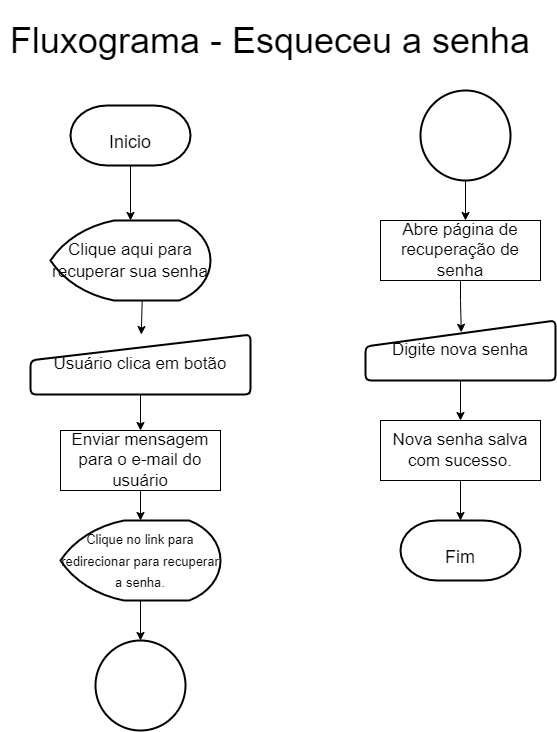 Fluxograma - Esqueceu a senha
Inicio
Clique aqui para
recuperar sua senha
Usuário clica em botão
Enviar mensagem
para o e-mail do
usuário
Clique no link para
redirecionar para recuperar
a senha.
Abre página de
recuperação de
senha
Digite nova senha
Nova senha salva
com sucesso.
Fim